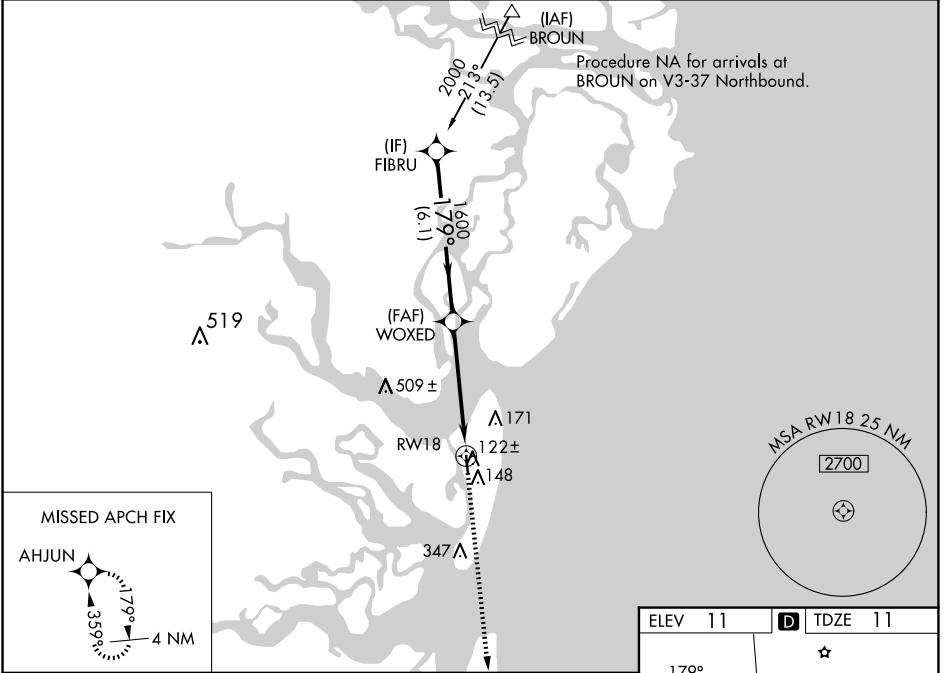 (IAF)
BROUN
Procedure NA for arrivals at
BROUN on V3-37 Northbound.
2000
213°
(13.5)
(IF)
FIBRU
1600
179°
(6.1)
519
(FAF)
WOXED
509 ±
171
RW18
122±
148
347
MSA RW18 25 NM
2700
MISSED APCH FIX
AHJUN
179°
359°
4 NM
ELEV 11
D
TDZE 11
179°